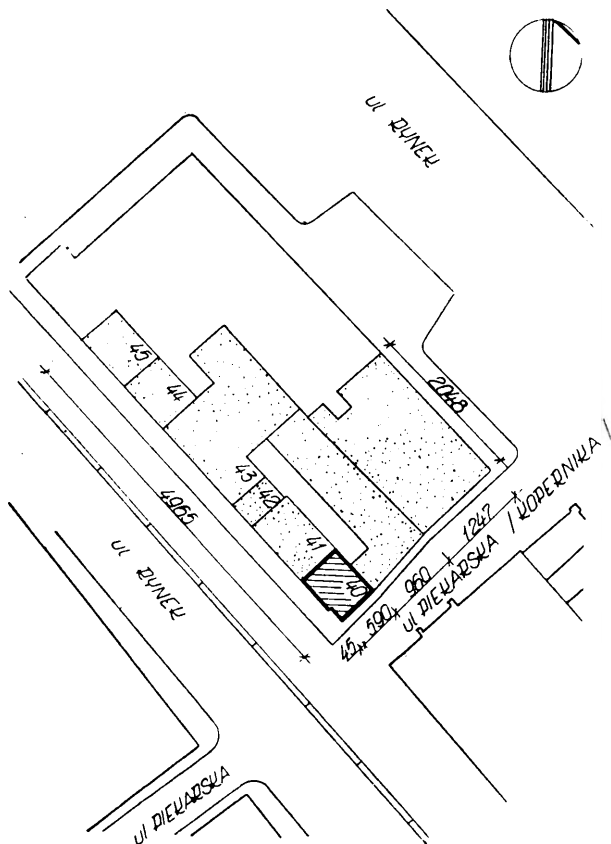 ul RYNEK
45
44
2048
43
42
4965
41
40
ul RYNEK
45 590 960 1247
ul PIEKARSKA / KOPERNIKA /
ul PIEKARSKA